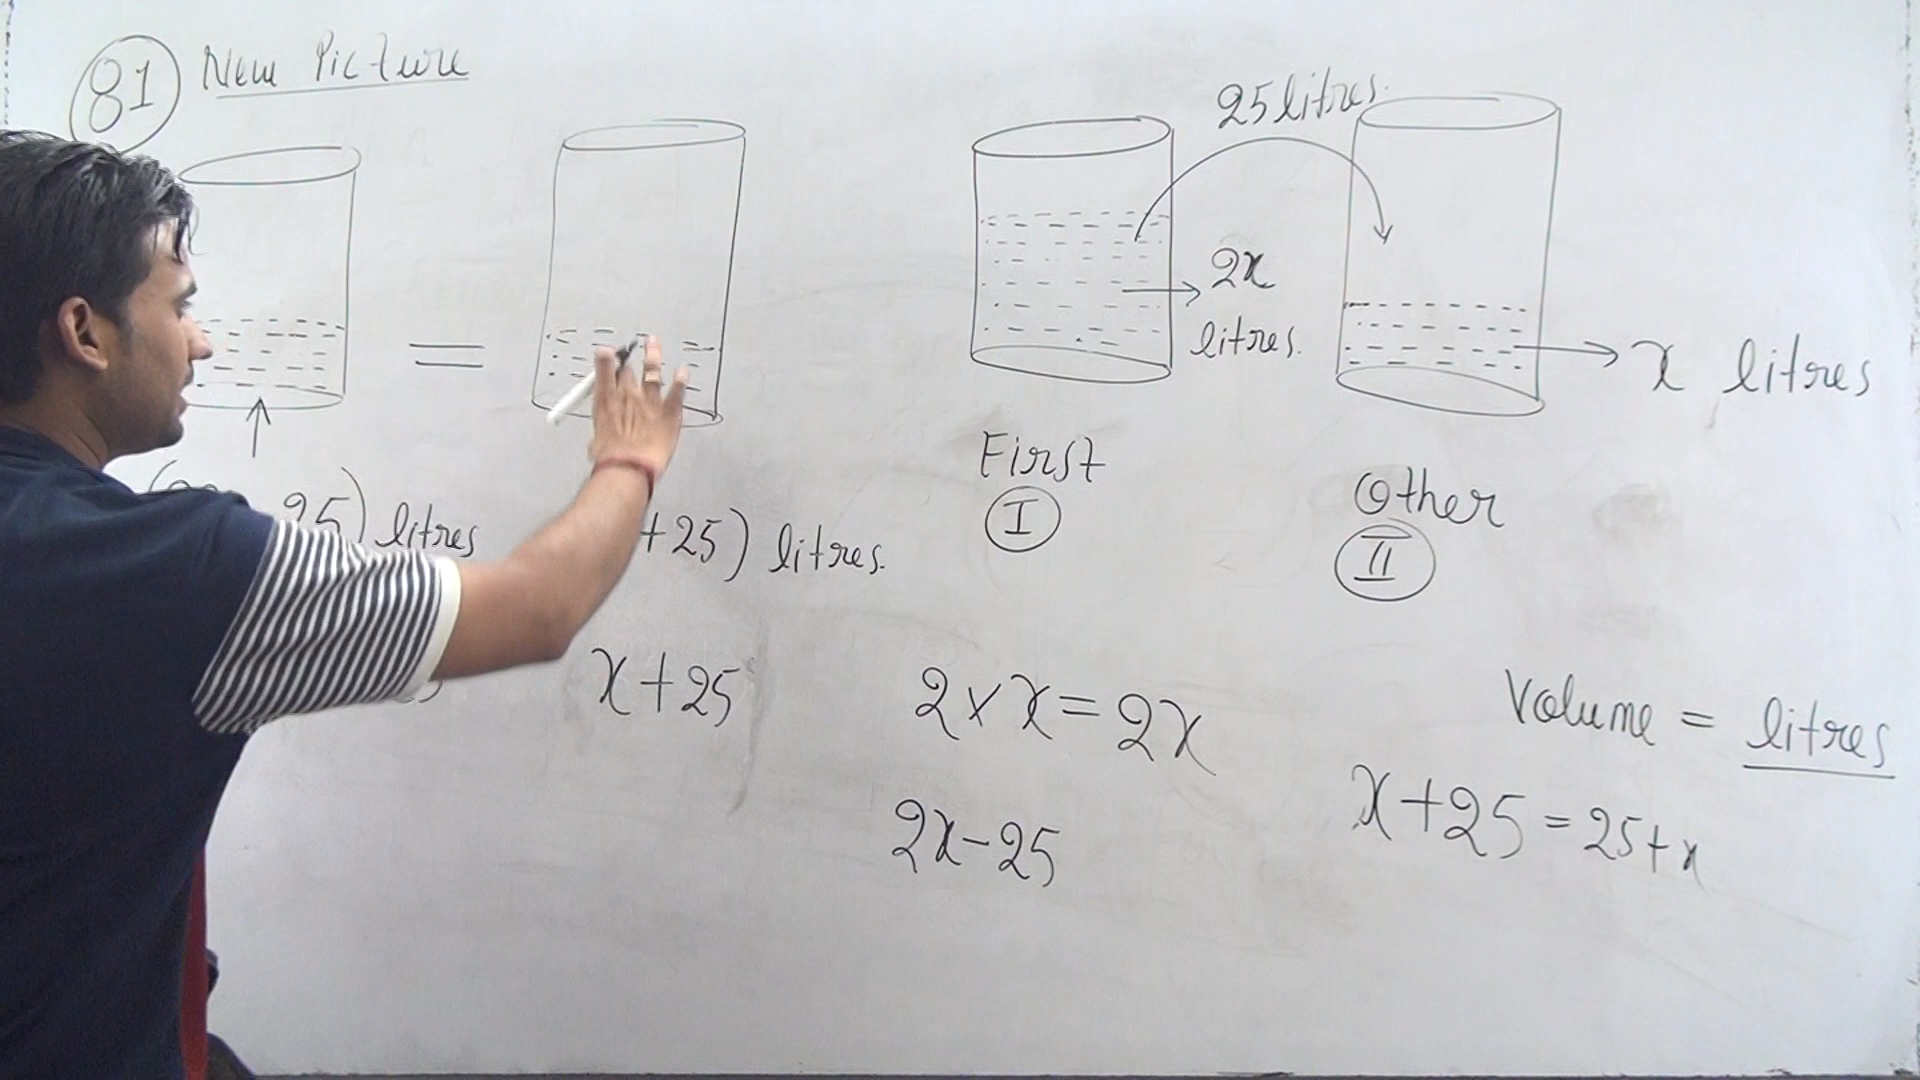 81 New Picture
25 litres.
2x
litres.
x litres
First
I
Other
II
25) litres
+25) litres.
x+25
2×x=2x
Volume = litres
2x-25
x+25=25+x